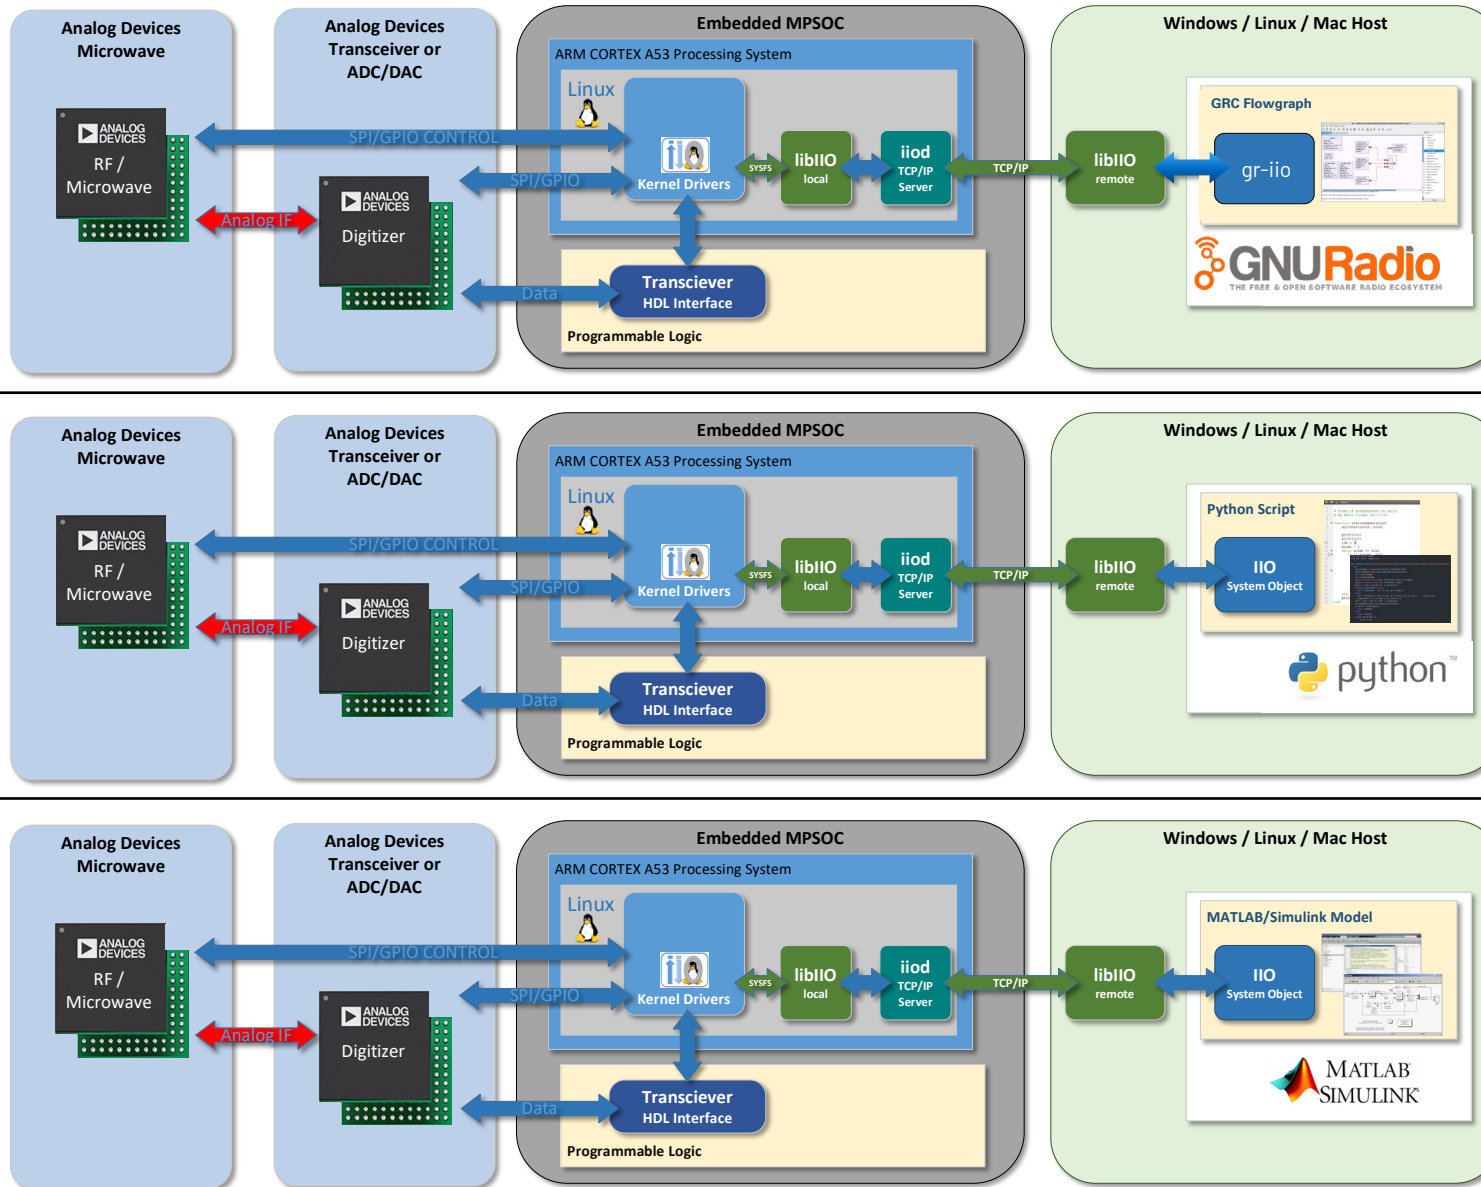 Analog Devices
Microwave
ANALOG
DEVICES
RF /
Microwave
Analog Devices
Transceiver or
ADC/DAC
ANALOG
DEVICES
Digitizer
SPI/GPIO CONTROL
SPI/GPIO
Analog IF
Data
Embedded MPSOC
ARM CORTEX A53 Processing System
Linux
iio
Kernel Drivers
SYSFS
libIIO
local
iiod
TCP/IP
Server
Transciever
HDL Interface
Programmable Logic
TCP/IP
Windows / Linux / Mac Host
libIIO
remote
GRC Flowgraph
gr-iio
GNURadio
THE FREE & OPEN SOFTWARE RADIO ECOSYSTEM
Analog Devices
Microwave
ANALOG
DEVICES
RF /
Microwave
Analog Devices
Transceiver or
ADC/DAC
ANALOG
DEVICES
Digitizer
SPI/GPIO CONTROL
SPI/GPIO
Analog IF
Data
Embedded MPSOC
ARM CORTEX A53 Processing System
Linux
iio
Kernel Drivers
SYSFS
libIIO
local
iiod
TCP/IP
Server
Transciever
HDL Interface
Programmable Logic
TCP/IP
Windows / Linux / Mac Host
libIIO
remote
Python Script
IIO
System Object
python™
Analog Devices
Microwave
ANALOG
DEVICES
RF /
Microwave
Analog Devices
Transceiver or
ADC/DAC
ANALOG
DEVICES
Digitizer
SPI/GPIO CONTROL
SPI/GPIO
Analog IF
Data
Embedded MPSOC
ARM CORTEX A53 Processing System
Linux
iio
Kernel Drivers
SYSFS
libIIO
local
iiod
TCP/IP
Server
Transciever
HDL Interface
Programmable Logic
TCP/IP
Windows / Linux / Mac Host
libIIO
remote
MATLAB/Simulink Model
IIO
System Object
MATLAB®
SIMULINK®